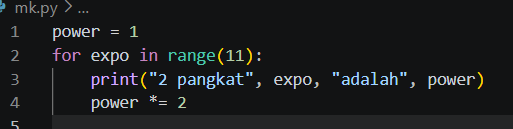 mk.py > ...
1 power = 1
2 for expo in range(11):
3     print("2 pangkat", expo, "adalah", power)
4     power *= 2
5